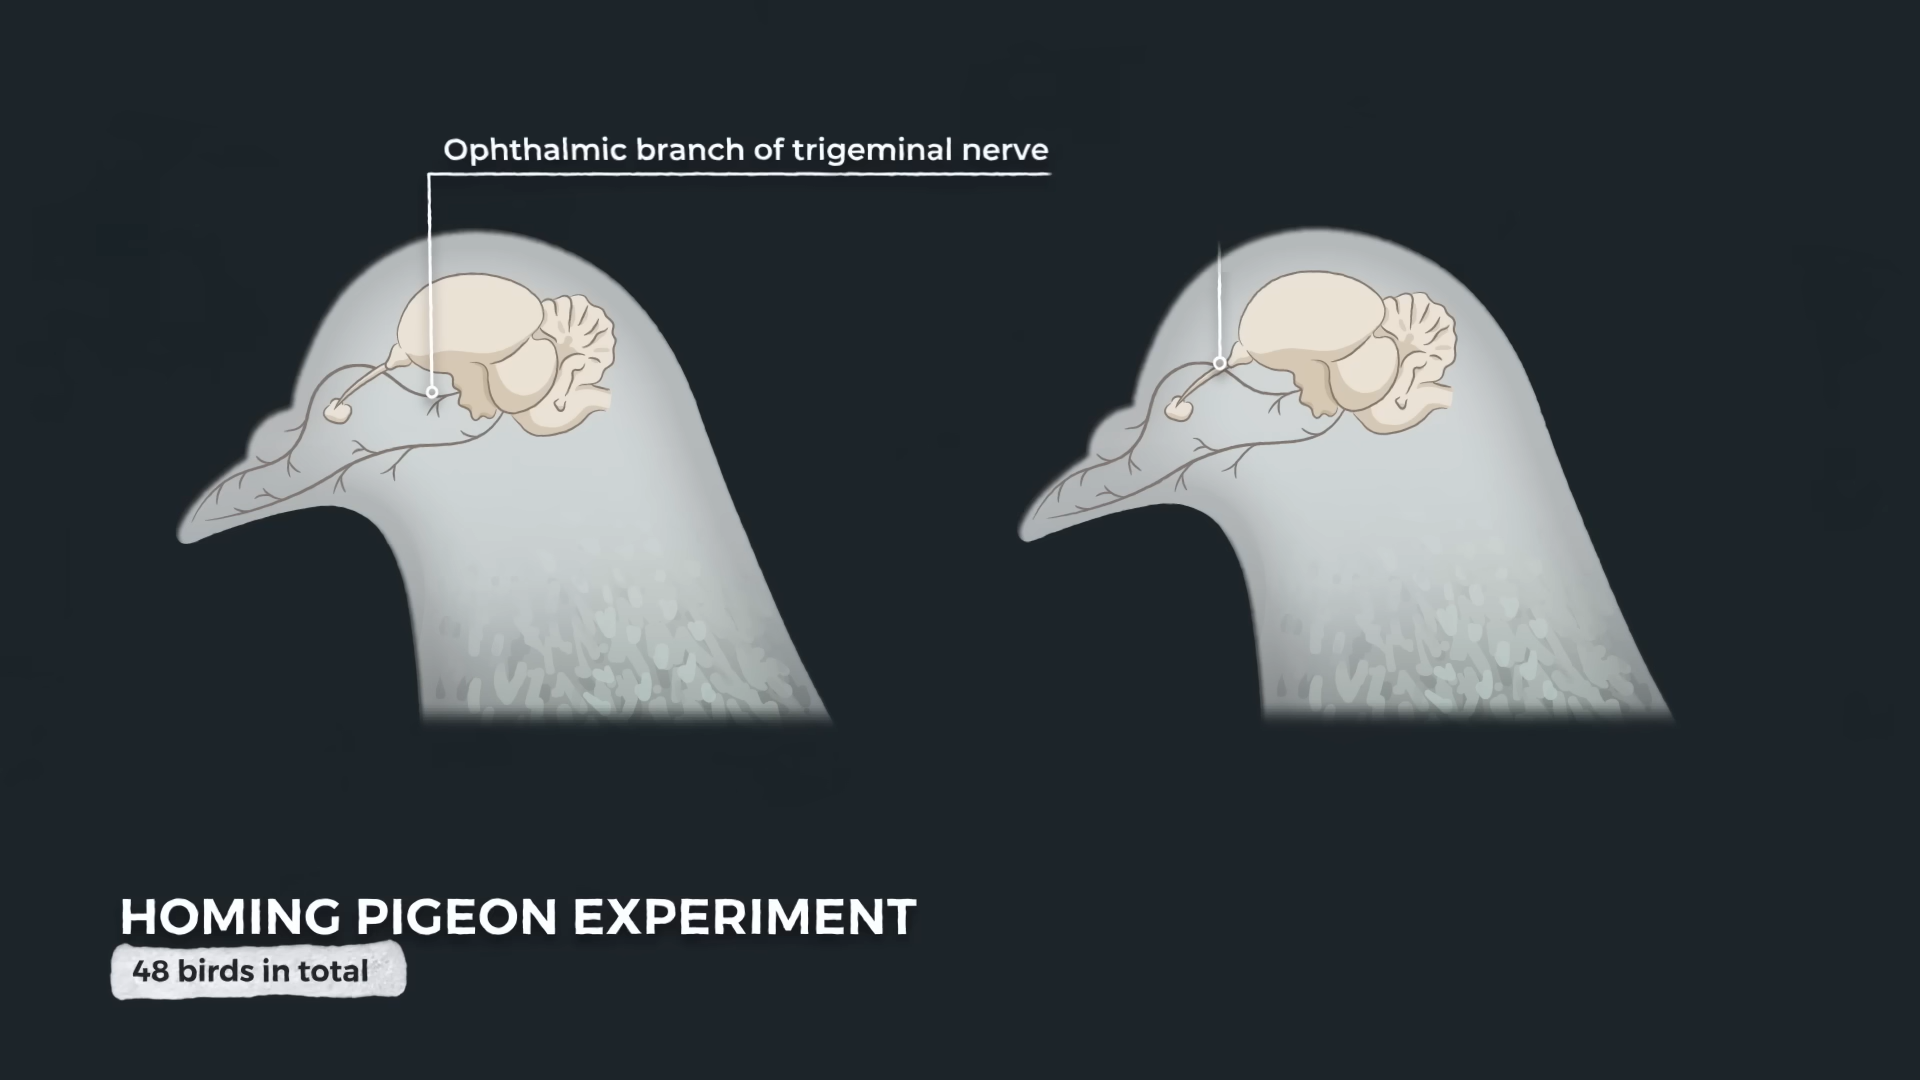 Ophthalmic branch of trigeminal nerve
HOMING PIGEON EXPERIMENT
48 birds in total